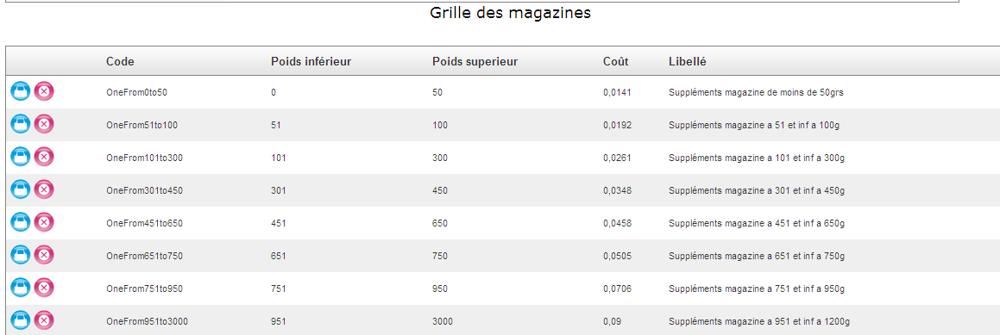 Grille des magazines
Code Poids inférieur Poids superieur Coût Libellé
OneFrom0to50 0 50 0,0141 Suppléments magazine de moins de 50grs
OneFrom51to100 51 100 0,0192 Suppléments magazine a 51 et inf a 100g
OneFrom101to300 101 300 0,0261 Suppléments magazine a 101 et inf a 300g
OneFrom301to450 301 450 0,0348 Suppléments magazine a 301 et inf a 450g
OneFrom451to650 451 650 0,0458 Suppléments magazine a 451 et inf a 650g
OneFrom651to750 651 750 0,0505 Suppléments magazine a 651 et inf a 750g
OneFrom751to950 751 950 0,0706 Suppléments magazine a 751 et inf a 950g
OneFrom951to3000 951 3000 0,09 Suppléments magazine a 951 et inf a 1200g